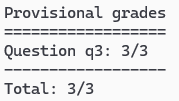 Provisional grades
==================
Question q3: 3/3
------------------
Total: 3/3